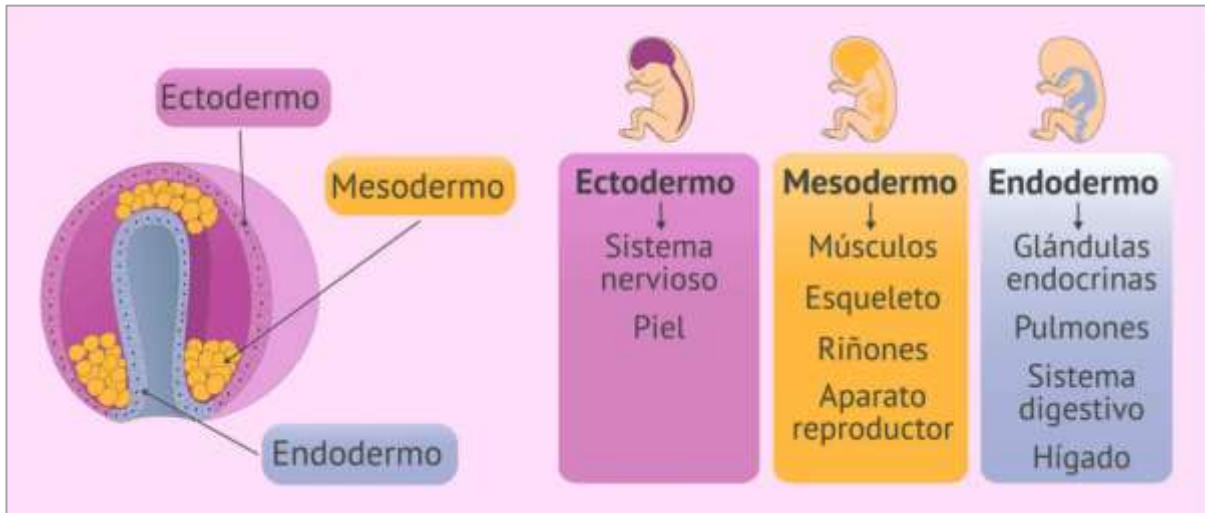 Ectodermo
Mesodermo
Endodermo
Ectodermo
Sistema
nervioso
Piel
Mesodermo
Músculos
Esqueleto
Riñones
Aparato
reproductor
Endodermo
Glándulas
endocrinas
Pulmones
Sistema
digestivo
Hígado